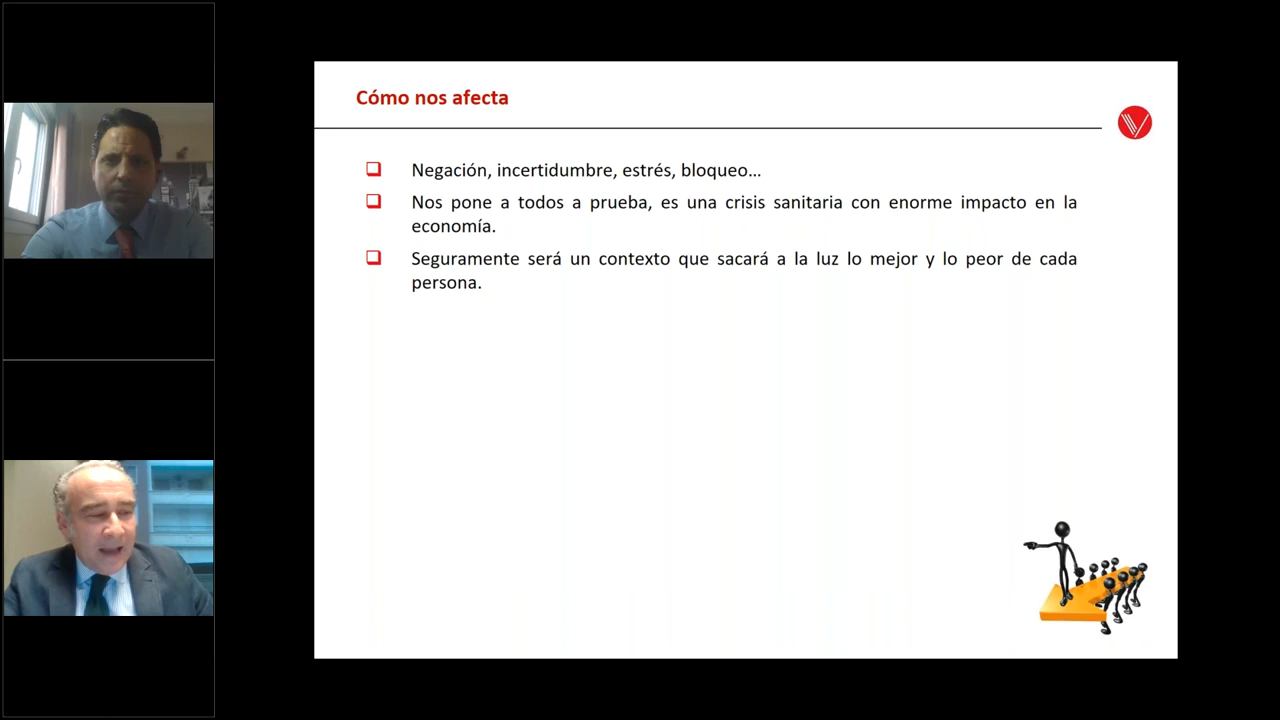 Cómo nos afecta
Negación, incertidumbre, estrés, bloqueo…
Nos pone a todos a prueba, es una crisis sanitaria con enorme impacto en la
economía.
Seguramente será un contexto que sacará a la luz lo mejor y lo peor de cada
persona.